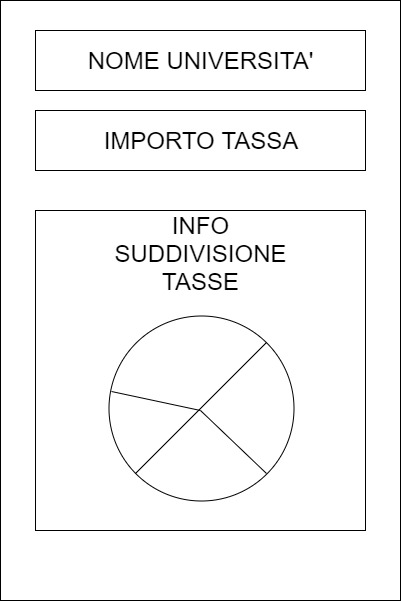 NOME UNIVERSITA'
IMPORTO TASSA
INFO
SUDDIVISIONE
TASSE